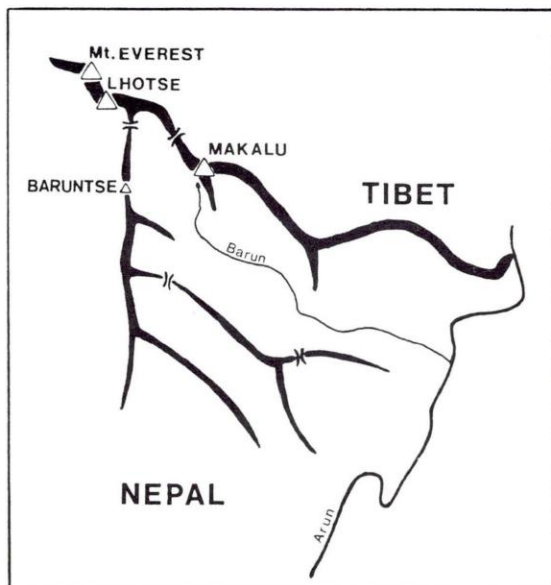 Mt. EVEREST
LHOTSE
MAKALU
BARUNTSE
TIBET
Barun
NEPAL
Arun